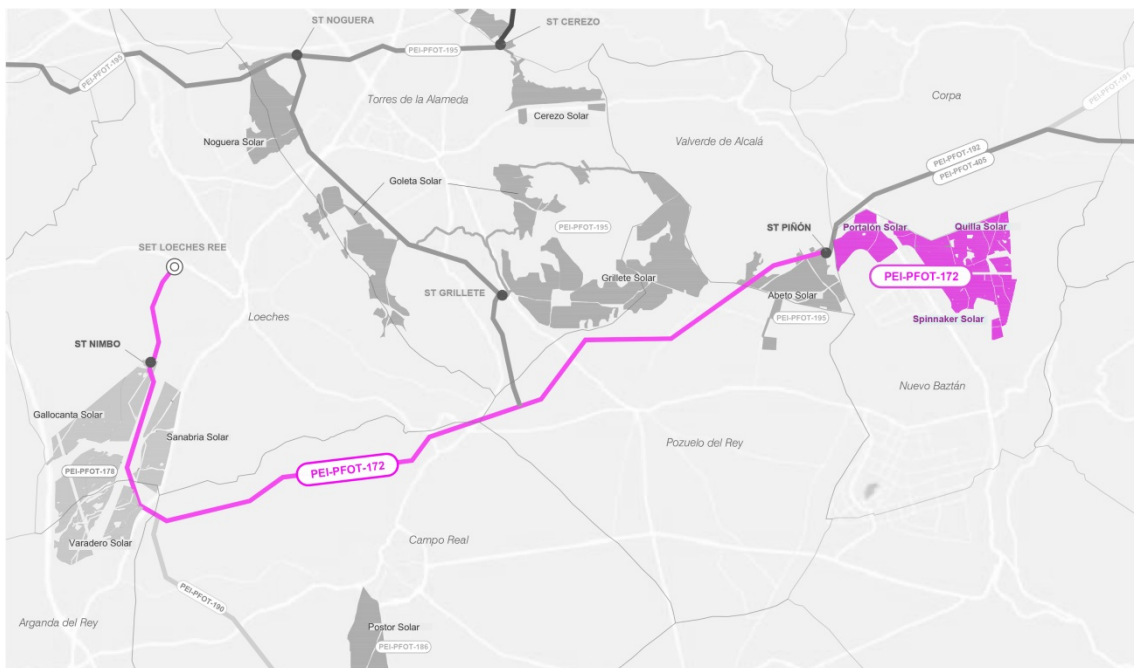 ST NOGUERA
ST CEREZO
PEI-PFOT-195
PEI-PFOT-195
PEI-PFOT-191
Corpa
Torres de la Alameda
Cerezo Solar
Noguera Solar
Valverde de Alcalá
PEI-PFOT-192
PEI-PFOT-405
Goleta Solar
PEI-PFOT-195
Portalón Solar
Quilla Solar
SET LOECHES REE
ST PIÑÓN
PEI-PFOT-172
Grillete Solar
ST GRILLETE
Abeto Solar
Loeches
PEI-PFOT-195
Spinnaker Solar
ST NIMBO
Nuevo Baztán
Gallocanta Solar
Sanabria Solar
Pozuelo del Rey
PEI-PFOT-178
PEI-PFOT-172
Varadero Solar
Campo Real
PEI-PFOT-190
Arganda del Rey
Postor Solar
PEI-PFOT-186